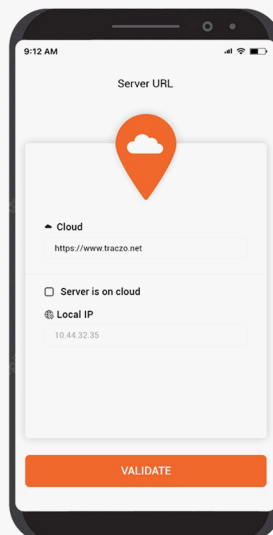 9:12 AM
Server URL
Cloud
https://www.traczo.net
Server is on cloud
Local IP
10.44.32.35
VALIDATE